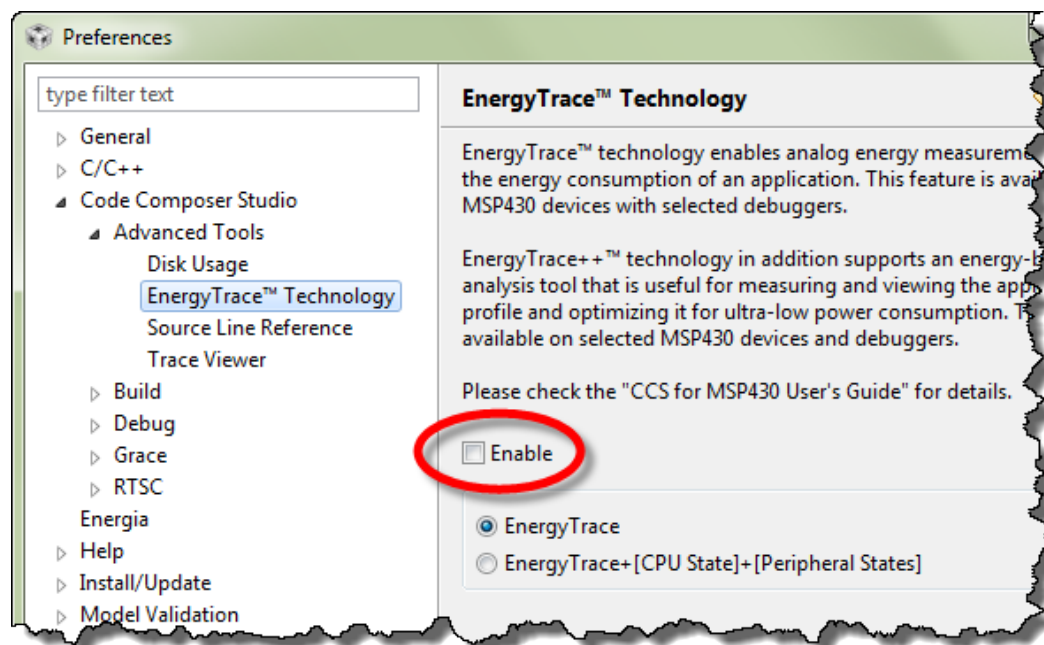 Preferences
type filter text
General
C/C++
Code Composer Studio
Advanced Tools
Disk Usage
EnergyTrace™ Technology
Source Line Reference
Trace Viewer
Build
Debug
Grace
RTSC
Energia
Help
Install/Update
Model Validation
EnergyTrace™ Technology
EnergyTrace™ technology enables analog energy
the energy consumption of an application. This feature is
MSP430 devices with selected debuggers.
EnergyTrace++™ technology in addition supports an
analysis tool that is useful for measuring and viewing the
profile and optimizing it for ultra-low power consumption.
available on selected MSP430 devices and debuggers.
Please check the "CCS for MSP430 User's Guide" for details.
Enable
EnergyTrace
EnergyTrace+[CPU State]+[Peripheral States]